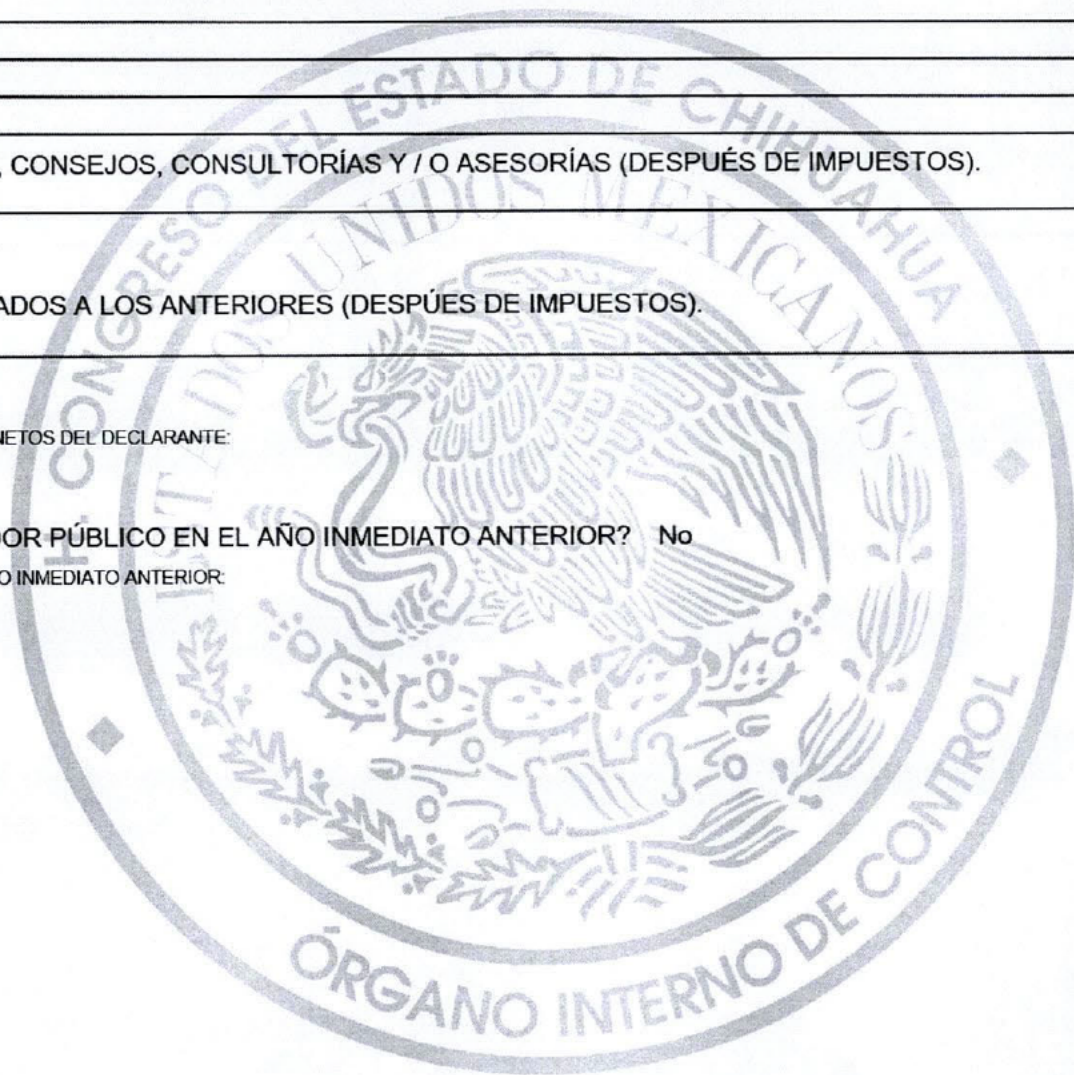 , CONSEJOS, CONSULTORÍAS Y / O ASESORÍAS (DESPUÉS DE IMPUESTOS).
ADOS A LOS ANTERIORES (DESPÚES DE IMPUESTOS).
NETOS DEL DECLARANTE:
DOR PÚBLICO EN EL AÑO INMEDIATO ANTERIOR? No
O INMEDIATO ANTERIOR:
H. CONGRESO DEL ESTADO DE CHIHUAHUA
ESTADOS UNIDOS MEXICANOS
ÓRGANO INTERNO DE CONTROL